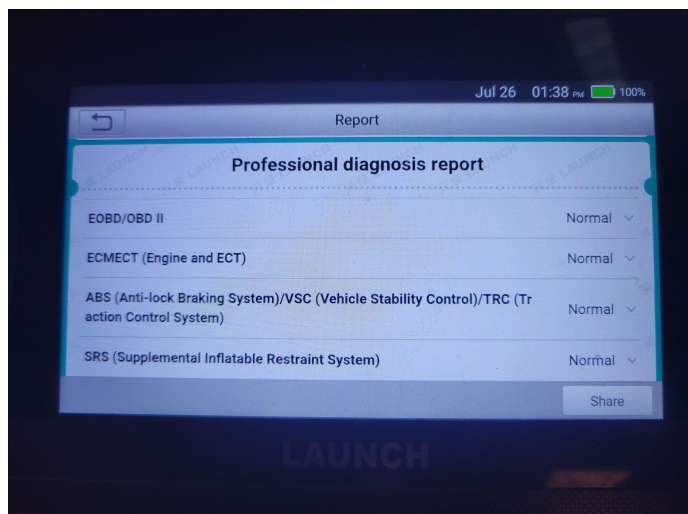 Jul 26 01:38 PM 100%
Report
Professional diagnosis report
EOBD/OBD II Normal
ECMECT (Engine and ECT) Normal
ABS (Anti-lock Braking System)/VSC (Vehicle Stability Control)/TRC (Tr
action Control System) Normal
SRS (Supplemental Inflatable Restraint System) Normal
Share
LAUNCH